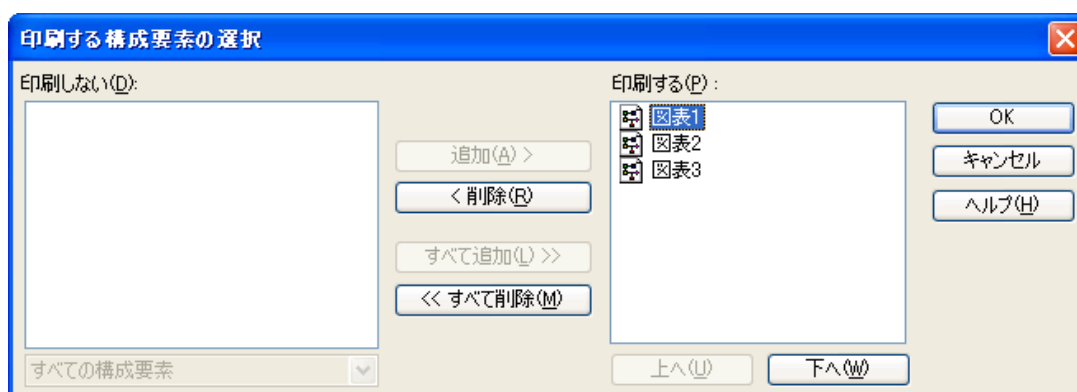 印刷する構成要素の選択
印刷しない(D):
印刷する(P) :
図表1
図表2
図表3
追加(A) >
< 削除(R)
すべて追加(L) >>
<< すべて削除(M)
すべての構成要素
上へ(U)
下へ(W)
OK
キャンセル
ヘルプ(H)